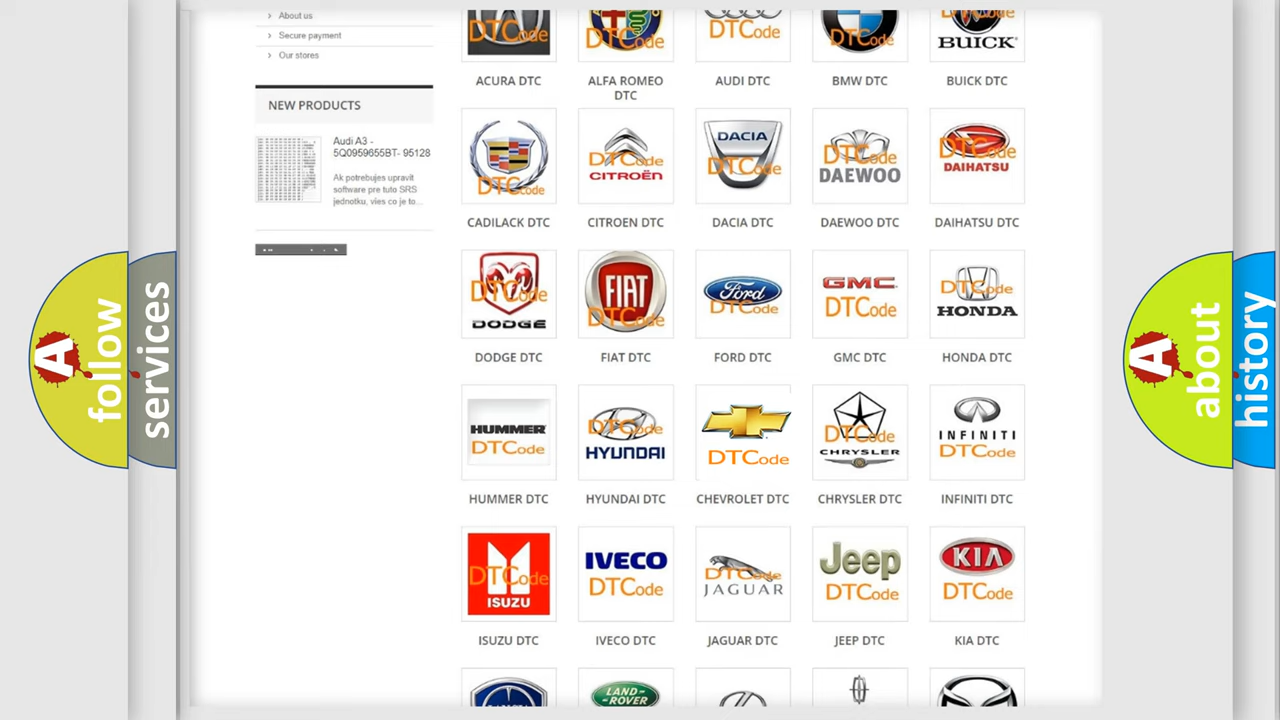 About us
Secure payment
Our stores
NEW PRODUCTS
Audi A3 -
5Q0959655BT- 95128
Ak potrebujes upravit
software pre tuto SRS
jednotku, vies co je to...
DTCode
DTCode
DTCode
DTCode
BUICK
ACURA DTC
ALFA ROMEO
DTC
AUDI DTC
BMW DTC
BUICK DTC
DTCode
DTCode
CITROËN
DACIA
DTCode
DTCode
DAEWOO
DTCode
DAIHATSU
CADILACK DTC
CITROEN DTC
DACIA DTC
DAEWOO DTC
DAIHATSU DTC
DTCode
DODGE
FIAT
DTCode
Ford
DTCode
GMC
DTCode
DTCode
HONDA
DODGE DTC
FIAT DTC
FORD DTC
GMC DTC
HONDA DTC
HUMMER
DTCode
DTCode
HYUNDAI
DTCode
DTCode
CHRYSLER
INFINITI
DTCode
HUMMER DTC
HYUNDAI DTC
CHEVROLET DTC
CHRYSLER DTC
INFINITI DTC
DTCode
ISUZU
IVECO
DTCode
DTCode
JAGUAR
Jeep
DTCode
KIA
DTCode
ISUZU DTC
IVECO DTC
JAGUAR DTC
JEEP DTC
KIA DTC
LAND-
ROVER
A
follow
services
A
about
history